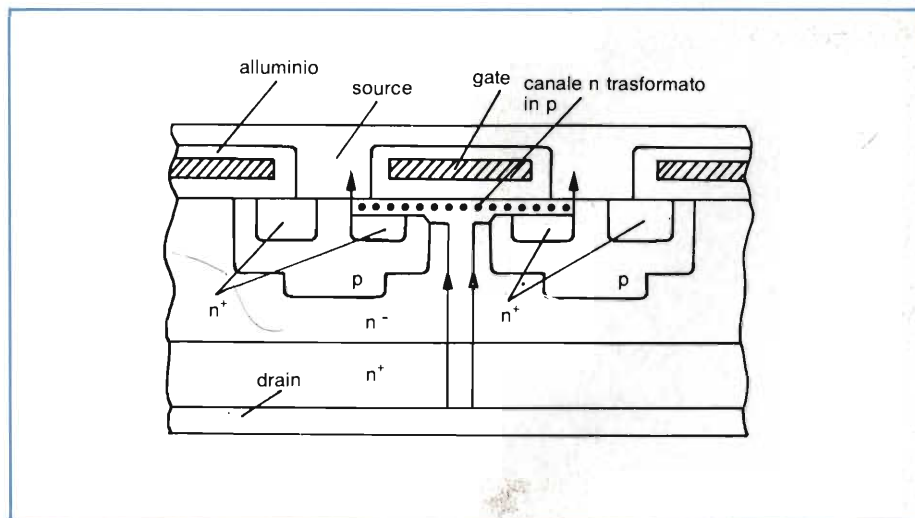 alluminio
source
gate
canale n trasformato
in p
p
p
n⁺
n⁺
n⁻
n⁺
drain